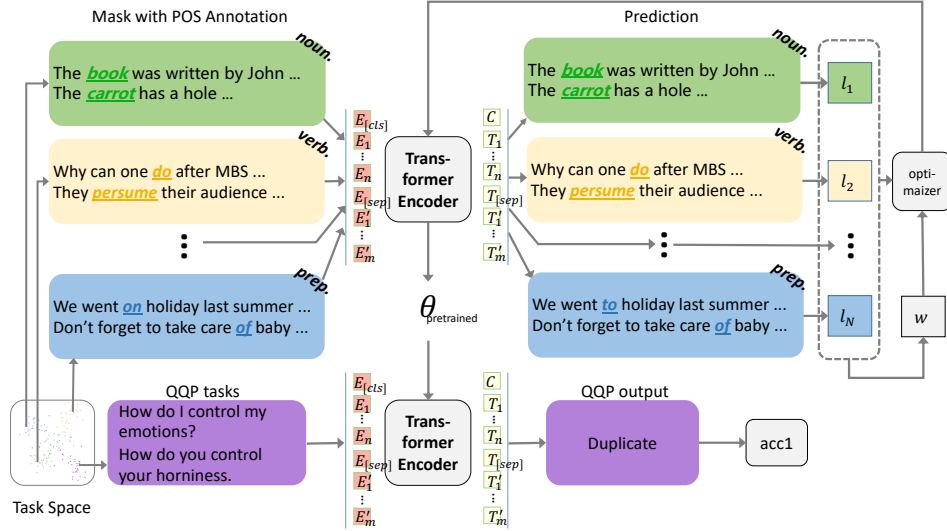 Mask with POS Annotation
Prediction
noun.
The book was written by John ...
The carrot has a hole ...
verb.
Why can one do after MBS ...
They persume their audience ...
⋮
prep.
We went on holiday last summer ...
Don't forget to take care of baby ...
E[cls]
E1
⋮
En
E[sep]
E′1
⋮
E′m
Trans-
former
Encoder
C
T1
⋮
Tn
T[sep]
T′1
⋮
T′m
noun.
The book was written by John ...
The carrot has a hole ...
verb.
Why can one do after MBS ...
They persume their audience ...
⋮
prep.
We went to holiday last summer ...
Don't forget to take care of baby ...
l1
l2
⋮
lN
opti-
maizer
w
θpretrained
QQP tasks
How do I control my
emotions?
How do you control
your horniness.
Task Space
E[cls]
E1
⋮
En
E[sep]
E′1
⋮
E′m
Trans-
former
Encoder
C
T1
⋮
Tn
T[sep]
T1′
⋮
T′m
QQP output
Duplicate
acc1